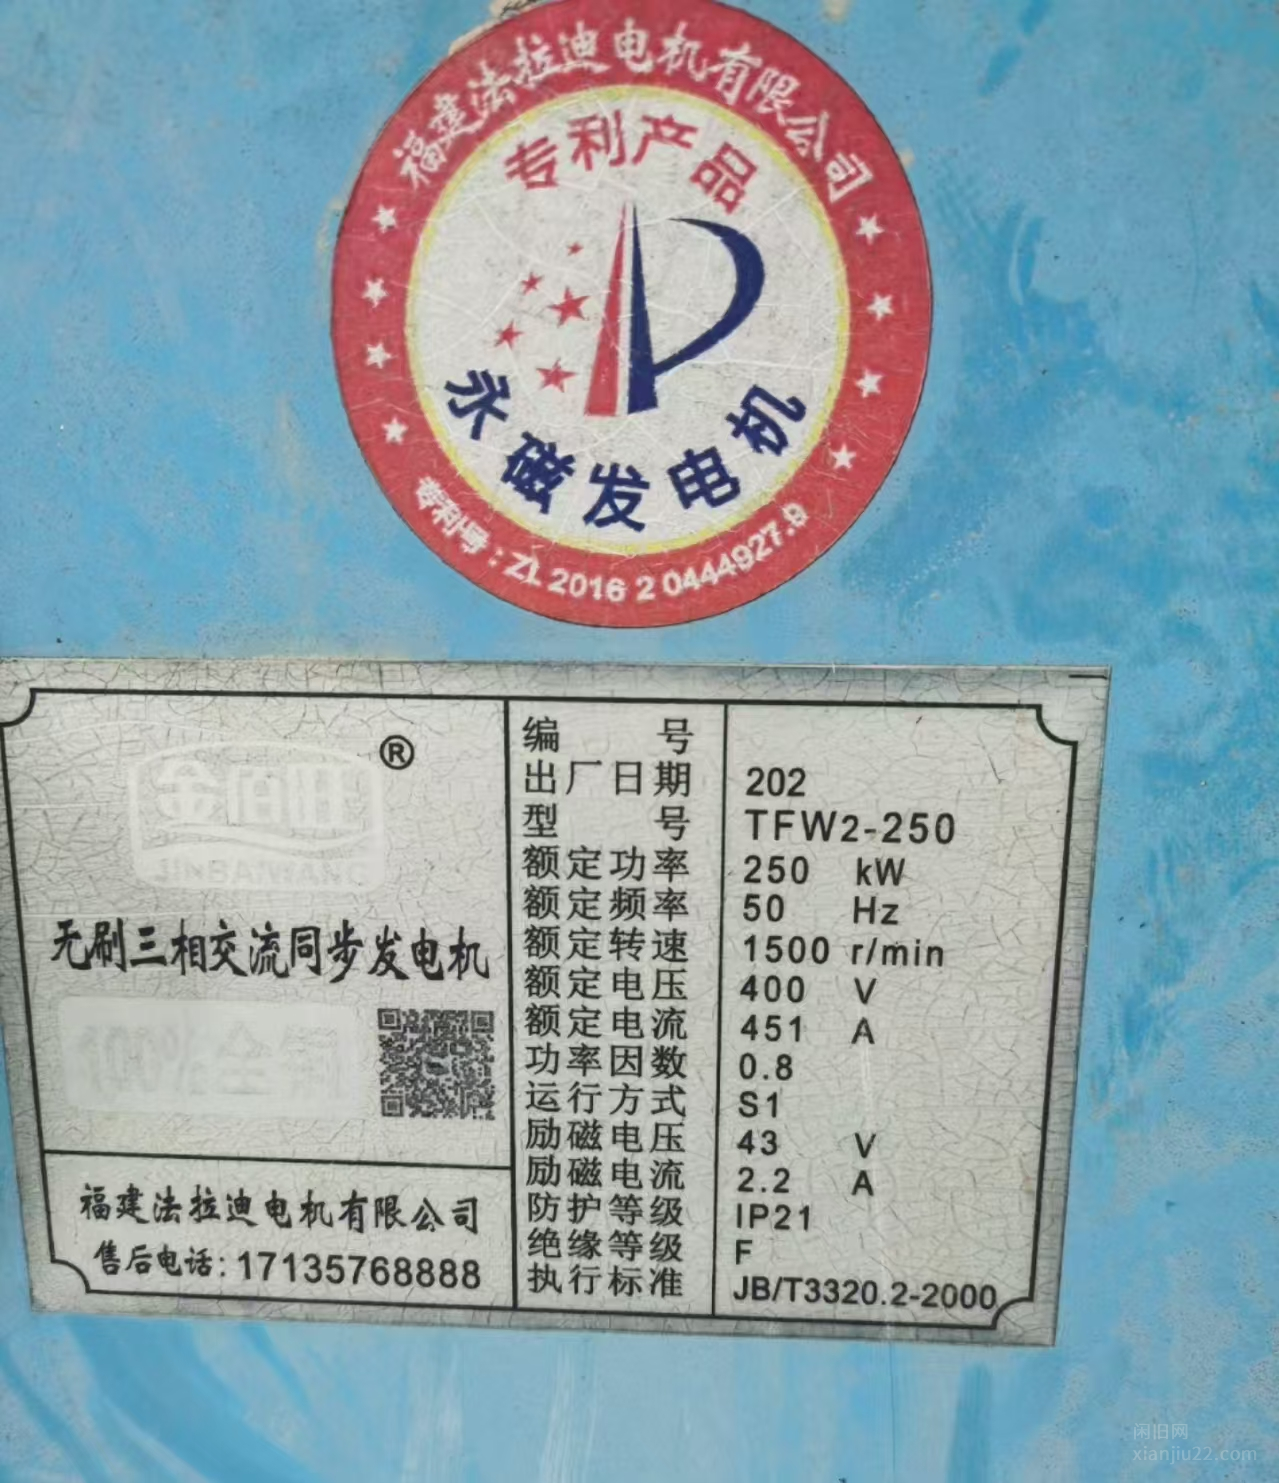 福建法拉迪电机有限公司
专利产品
永磁发电机
专利号：ZL 2016 2 0444927.9
®
无刷三相交流同步发电机
福建法拉迪电机有限公司
售后电话：17135768888
编号
出厂日期 202
型号 TFW2-250
额定功率 250 kW
额定频率 50 Hz
额定转速 1500 r/min
额定电压 400 V
额定电流 451 A
功率因数 0.8
运行方式 S1
励磁电压 43 V
励磁电流 2.2 A
防护等级 IP21
绝缘等级 F
执行标准 JB/T3320.2-2000
闲旧网
xianjiu22.com